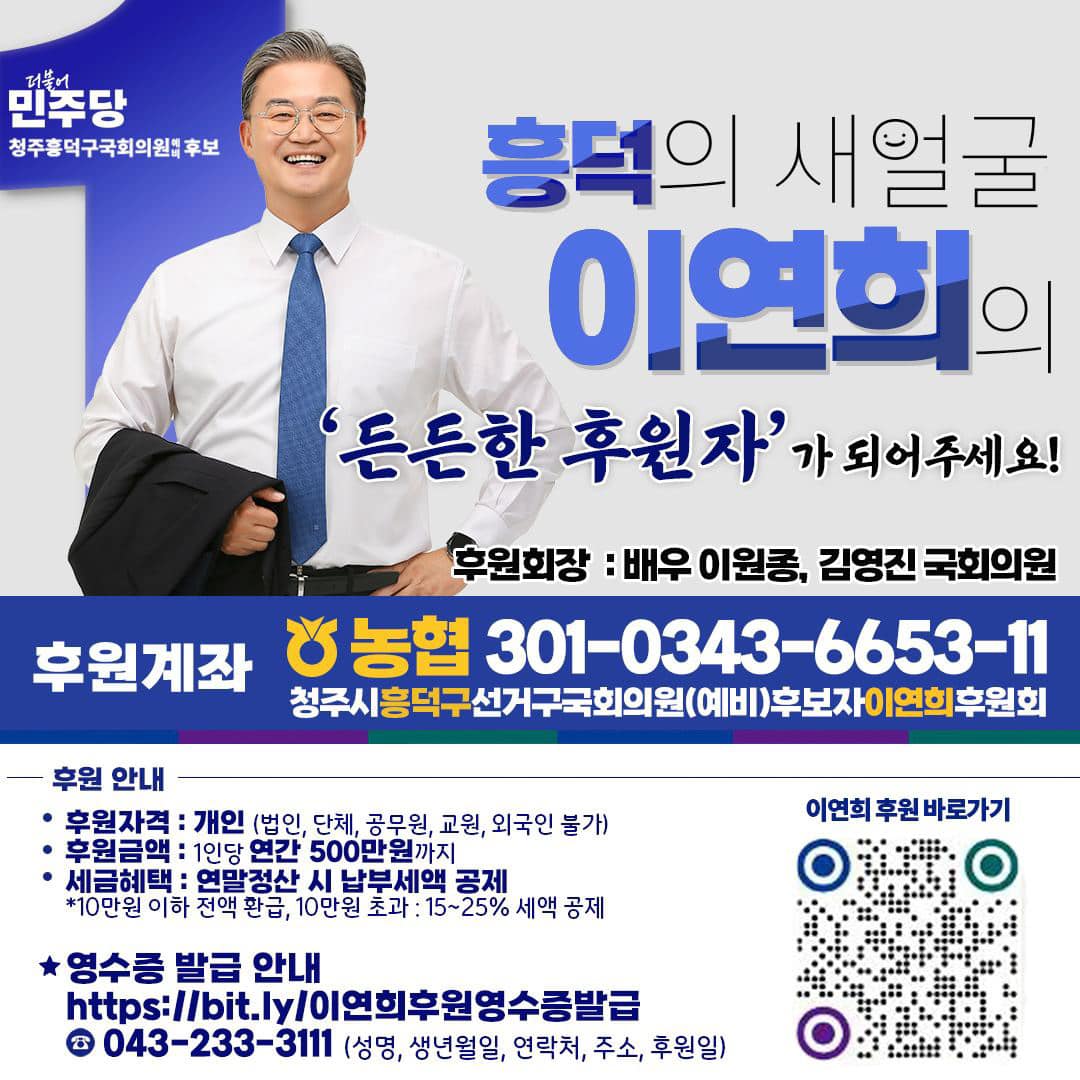 1
더불어
민주당
청주흥덕구국회의원예비후보
흥덕의 새얼굴
이연희의
‘든든한 후원자’가 되어주세요!
후원회장 : 배우 이원종, 김영진 국회의원
후원계좌
농협 301-0343-6653-11
청주시흥덕구선거구국회의원(예비)후보자이연희후원회
후원 안내
• 후원자격 : 개인 (법인, 단체, 공무원, 교원, 외국인 불가)
• 후원금액 : 1인당 연간 500만원까지
• 세금혜택 : 연말정산 시 납부세액 공제
*10만원 이하 전액 환급, 10만원 초과 : 15~25% 세액 공제
★영수증 발급 안내
https://bit.ly/이연희후원영수증발급
☎ 043-233-3111 (성명, 생년월일, 연락처, 주소, 후원일)
이연희 후원 바로가기